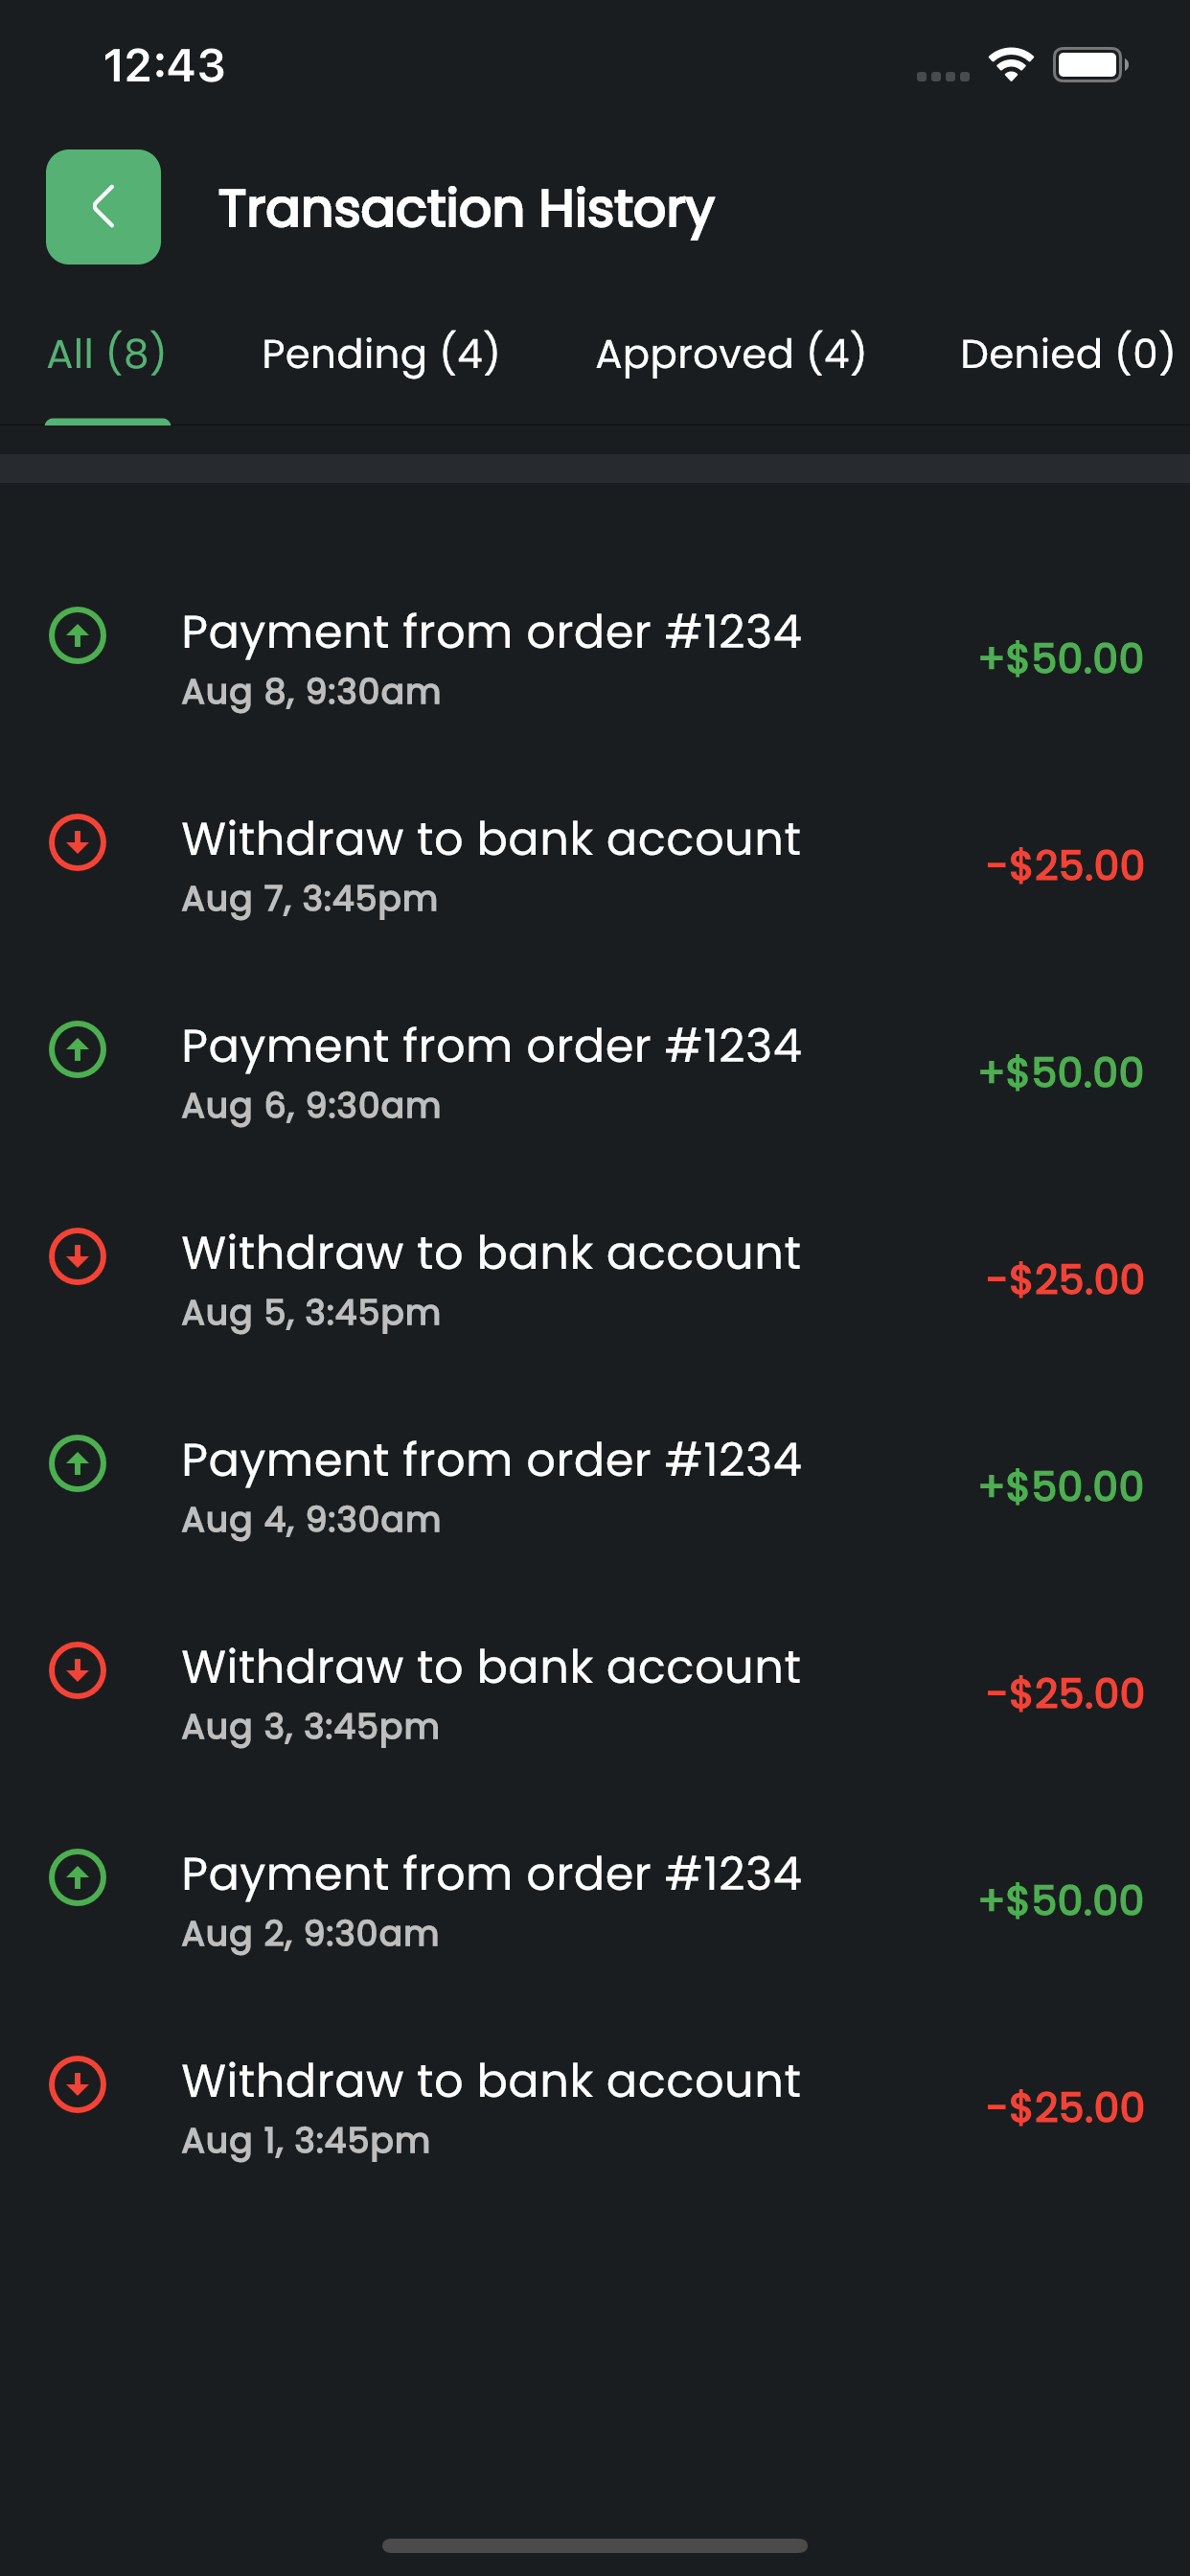 12:43
Transaction History
All (8) Pending (4) Approved (4) Denied (0)
Payment from order #1234
+$50.00
Aug 8, 9:30am
Withdraw to bank account
-$25.00
Aug 7, 3:45pm
Payment from order #1234
+$50.00
Aug 6, 9:30am
Withdraw to bank account
-$25.00
Aug 5, 3:45pm
Payment from order #1234
+$50.00
Aug 4, 9:30am
Withdraw to bank account
-$25.00
Aug 3, 3:45pm
Payment from order #1234
+$50.00
Aug 2, 9:30am
Withdraw to bank account
-$25.00
Aug 1, 3:45pm